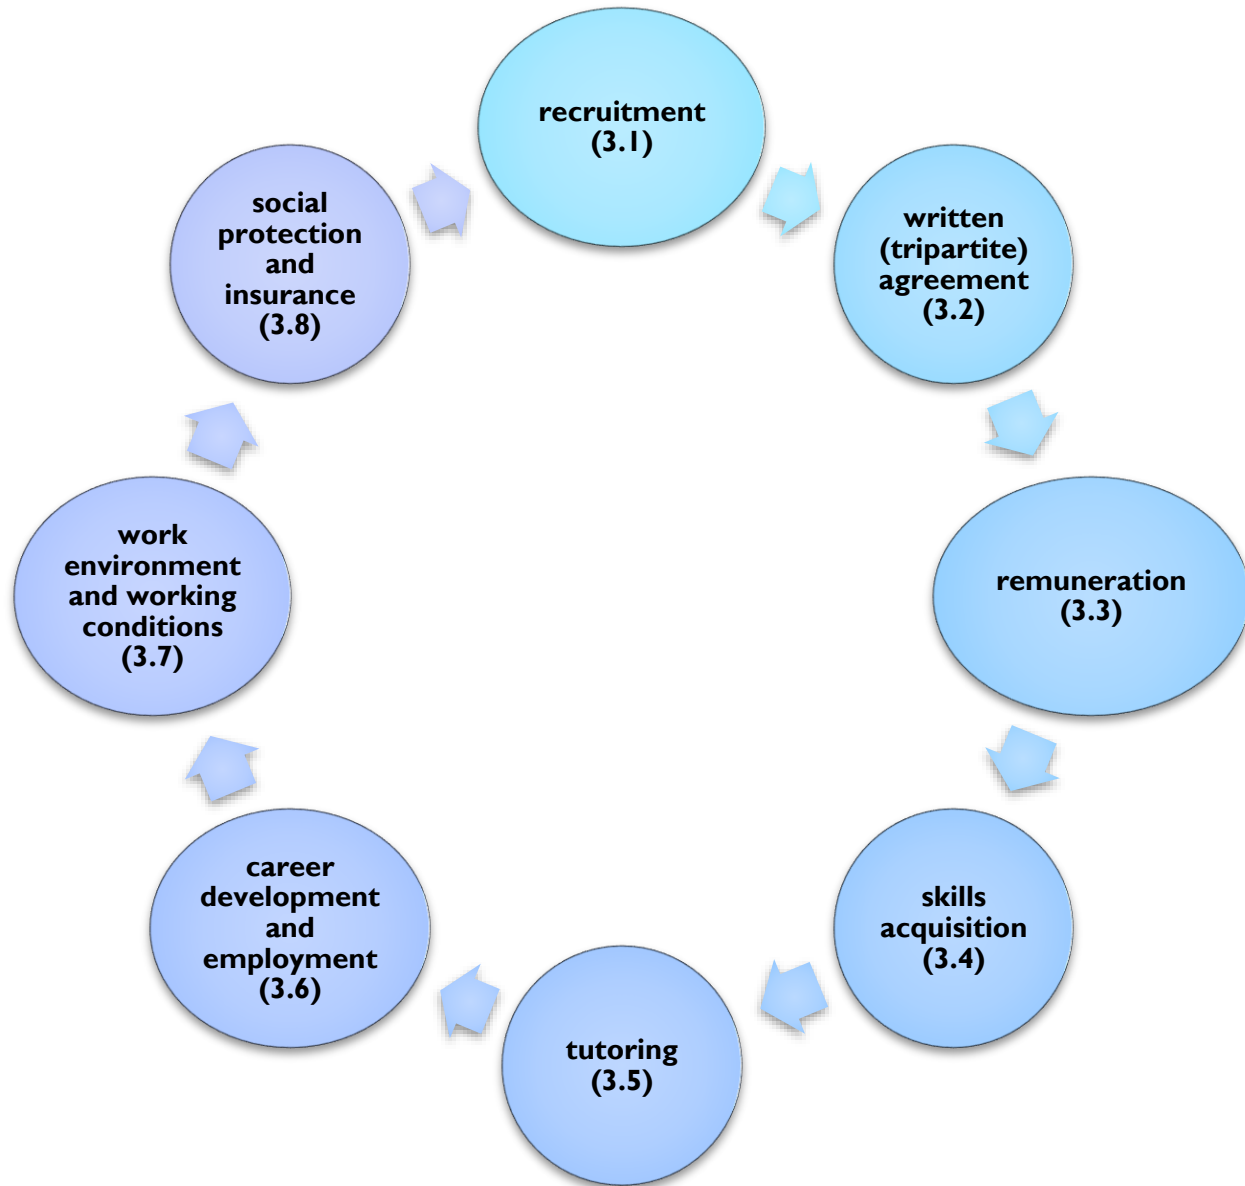 recruitment
(3.1)
written
(tripartite)
agreement
(3.2)
remuneration
(3.3)
skills
acquisition
(3.4)
tutoring
(3.5)
career
development
and
employment
(3.6)
work
environment
and working
conditions
(3.7)
social
protection
and
insurance
(3.8)